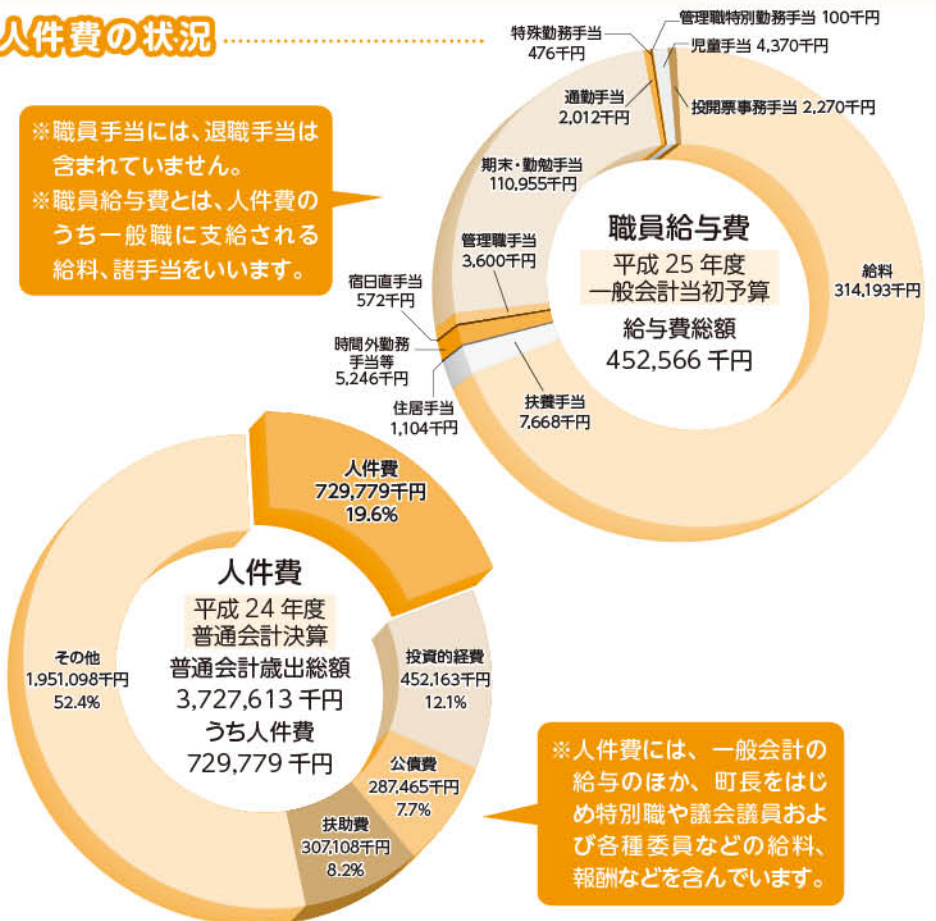 人件費の状況
※職員手当には、退職手当は
含まれていません。
※職員給与費とは、人件費の
うち一般職に支給される
給料、諸手当をいいます。
特殊勤務手当
476千円
管理職特別勤務手当 100千円
児童手当 4,370千円
投開票事務手当 2,270千円
通勤手当
2,012千円
期末・勤勉手当
110,955千円
管理職手当
3,600千円
宿日直手当
572千円
時間外勤務
手当等
5,246千円
住居手当
1,104千円
扶養手当
7,668千円
給料
314,193千円
職員給与費
平成 25 年度
一般会計当初予算
給与費総額
452,566 千円
人件費
729,779千円
19.6%
投資的経費
452,163千円
12.1%
公債費
287,465千円
7.7%
扶助費
307,108千円
8.2%
その他
1,951,098千円
52.4%
人件費
平成 24 年度
普通会計決算
普通会計歳出総額
3,727,613 千円
うち人件費
729,779 千円
※人件費には、一般会計の
給与のほか、町長をはじ
め特別職や議会議員およ
び各種委員などの給料、
報酬などを含んでいます。